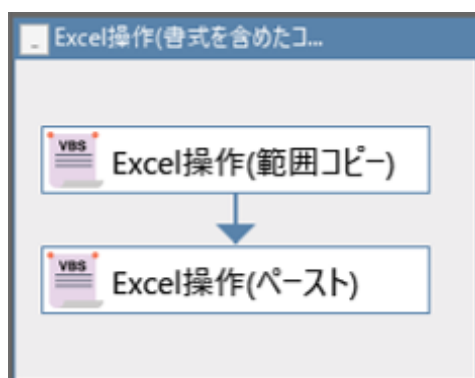 Excel操作(書式を含めたコ...
VBS
Excel操作(範囲コピー)
VBS
Excel操作(ペースト)